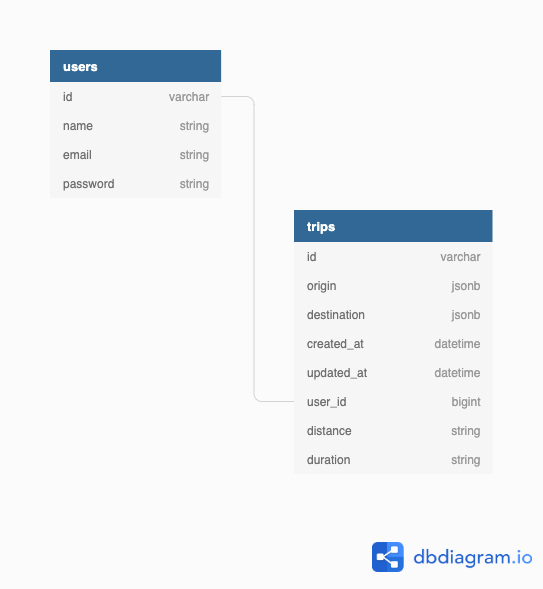 users
id varchar
name string
email string
password string
trips
id varchar
origin jsonb
destination jsonb
created_at datetime
updated_at datetime
user_id bigint
distance string
duration string
dbdiagram.io